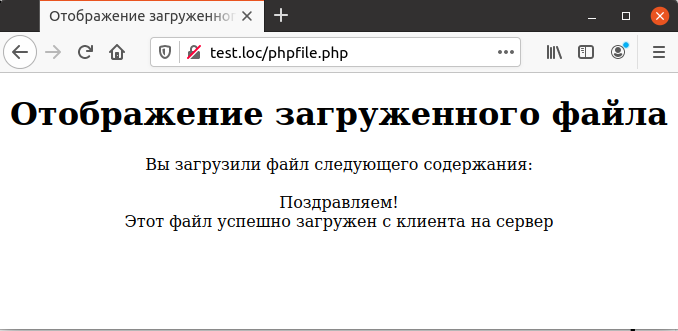 Отображение загруженног
test.loc/phpfile.php
Отображение загруженного файла
Вы загрузили файл следующего содержания:
Поздравляем!
Этот файл успешно загружен с клиента на сервер